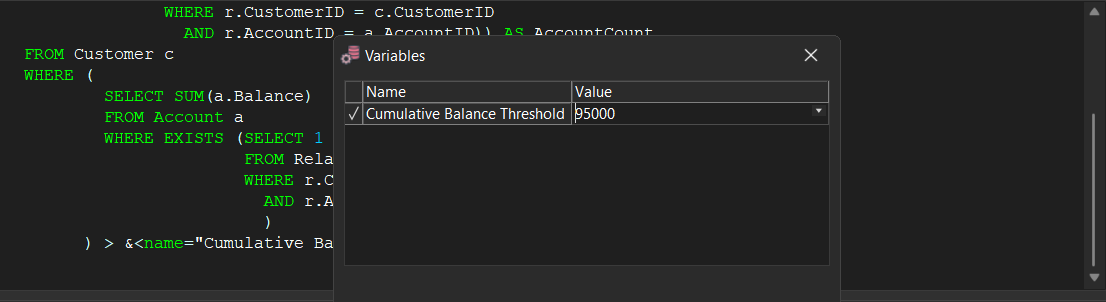 WHERE r.CustomerID = c.CustomerID
AND r.AccountID = a.AccountID)) AS AccountCount
FROM Customer c
WHERE (
SELECT SUM(a.Balance)
FROM Account a
WHERE EXISTS (SELECT 1
FROM Rela
WHERE r.C
AND r.A
)
) > &<name="Cumulative Ba
Variables
Name Value
Cumulative Balance Threshold 95000